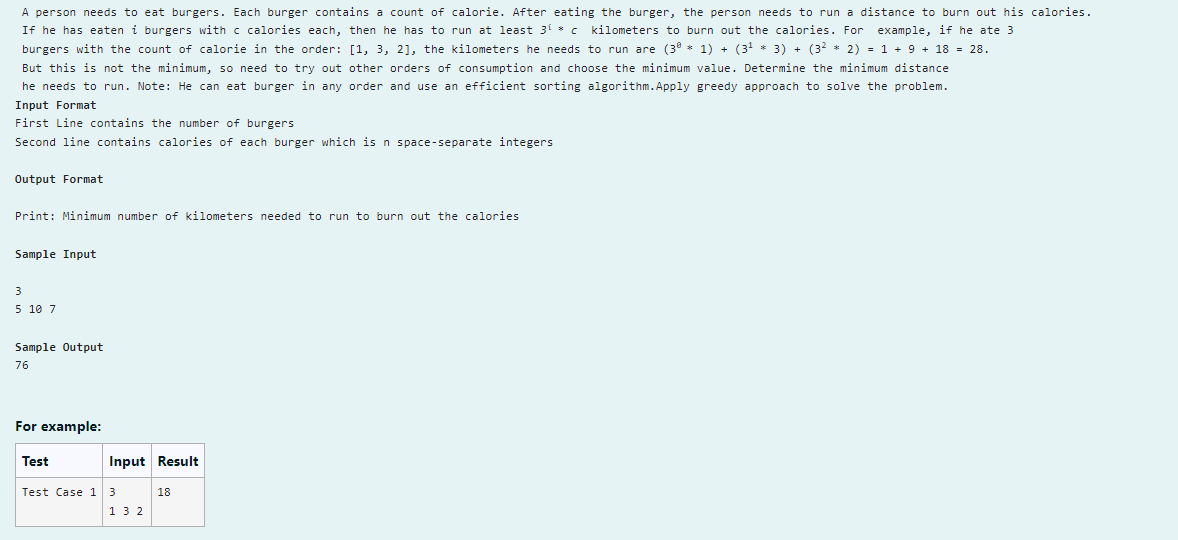 A person needs to eat burgers. Each burger contains a count of calorie. After eating the burger, the person needs to run a distance to burn out his calories.
If he has eaten i burgers with c calories each, then he has to run at least 3ⁱ * c kilometers to burn out the calories. For example, if he ate 3
burgers with the count of calorie in the order: [1, 3, 2], the kilometers he needs to run are (3⁰ * 1) + (3¹ * 3) + (3² * 2) = 1 + 9 + 18 = 28.
But this is not the minimum, so need to try out other orders of consumption and choose the minimum value. Determine the minimum distance
he needs to run. Note: He can eat burger in any order and use an efficient sorting algorithm.Apply greedy approach to solve the problem.
Input Format
First Line contains the number of burgers
Second line contains calories of each burger which is n space-separate integers
Output Format
Print: Minimum number of kilometers needed to run to burn out the calories
Sample Input
3
5 10 7
Sample Output
76
For example:
Test Input Result
Test Case 1 3 18
1 3 2